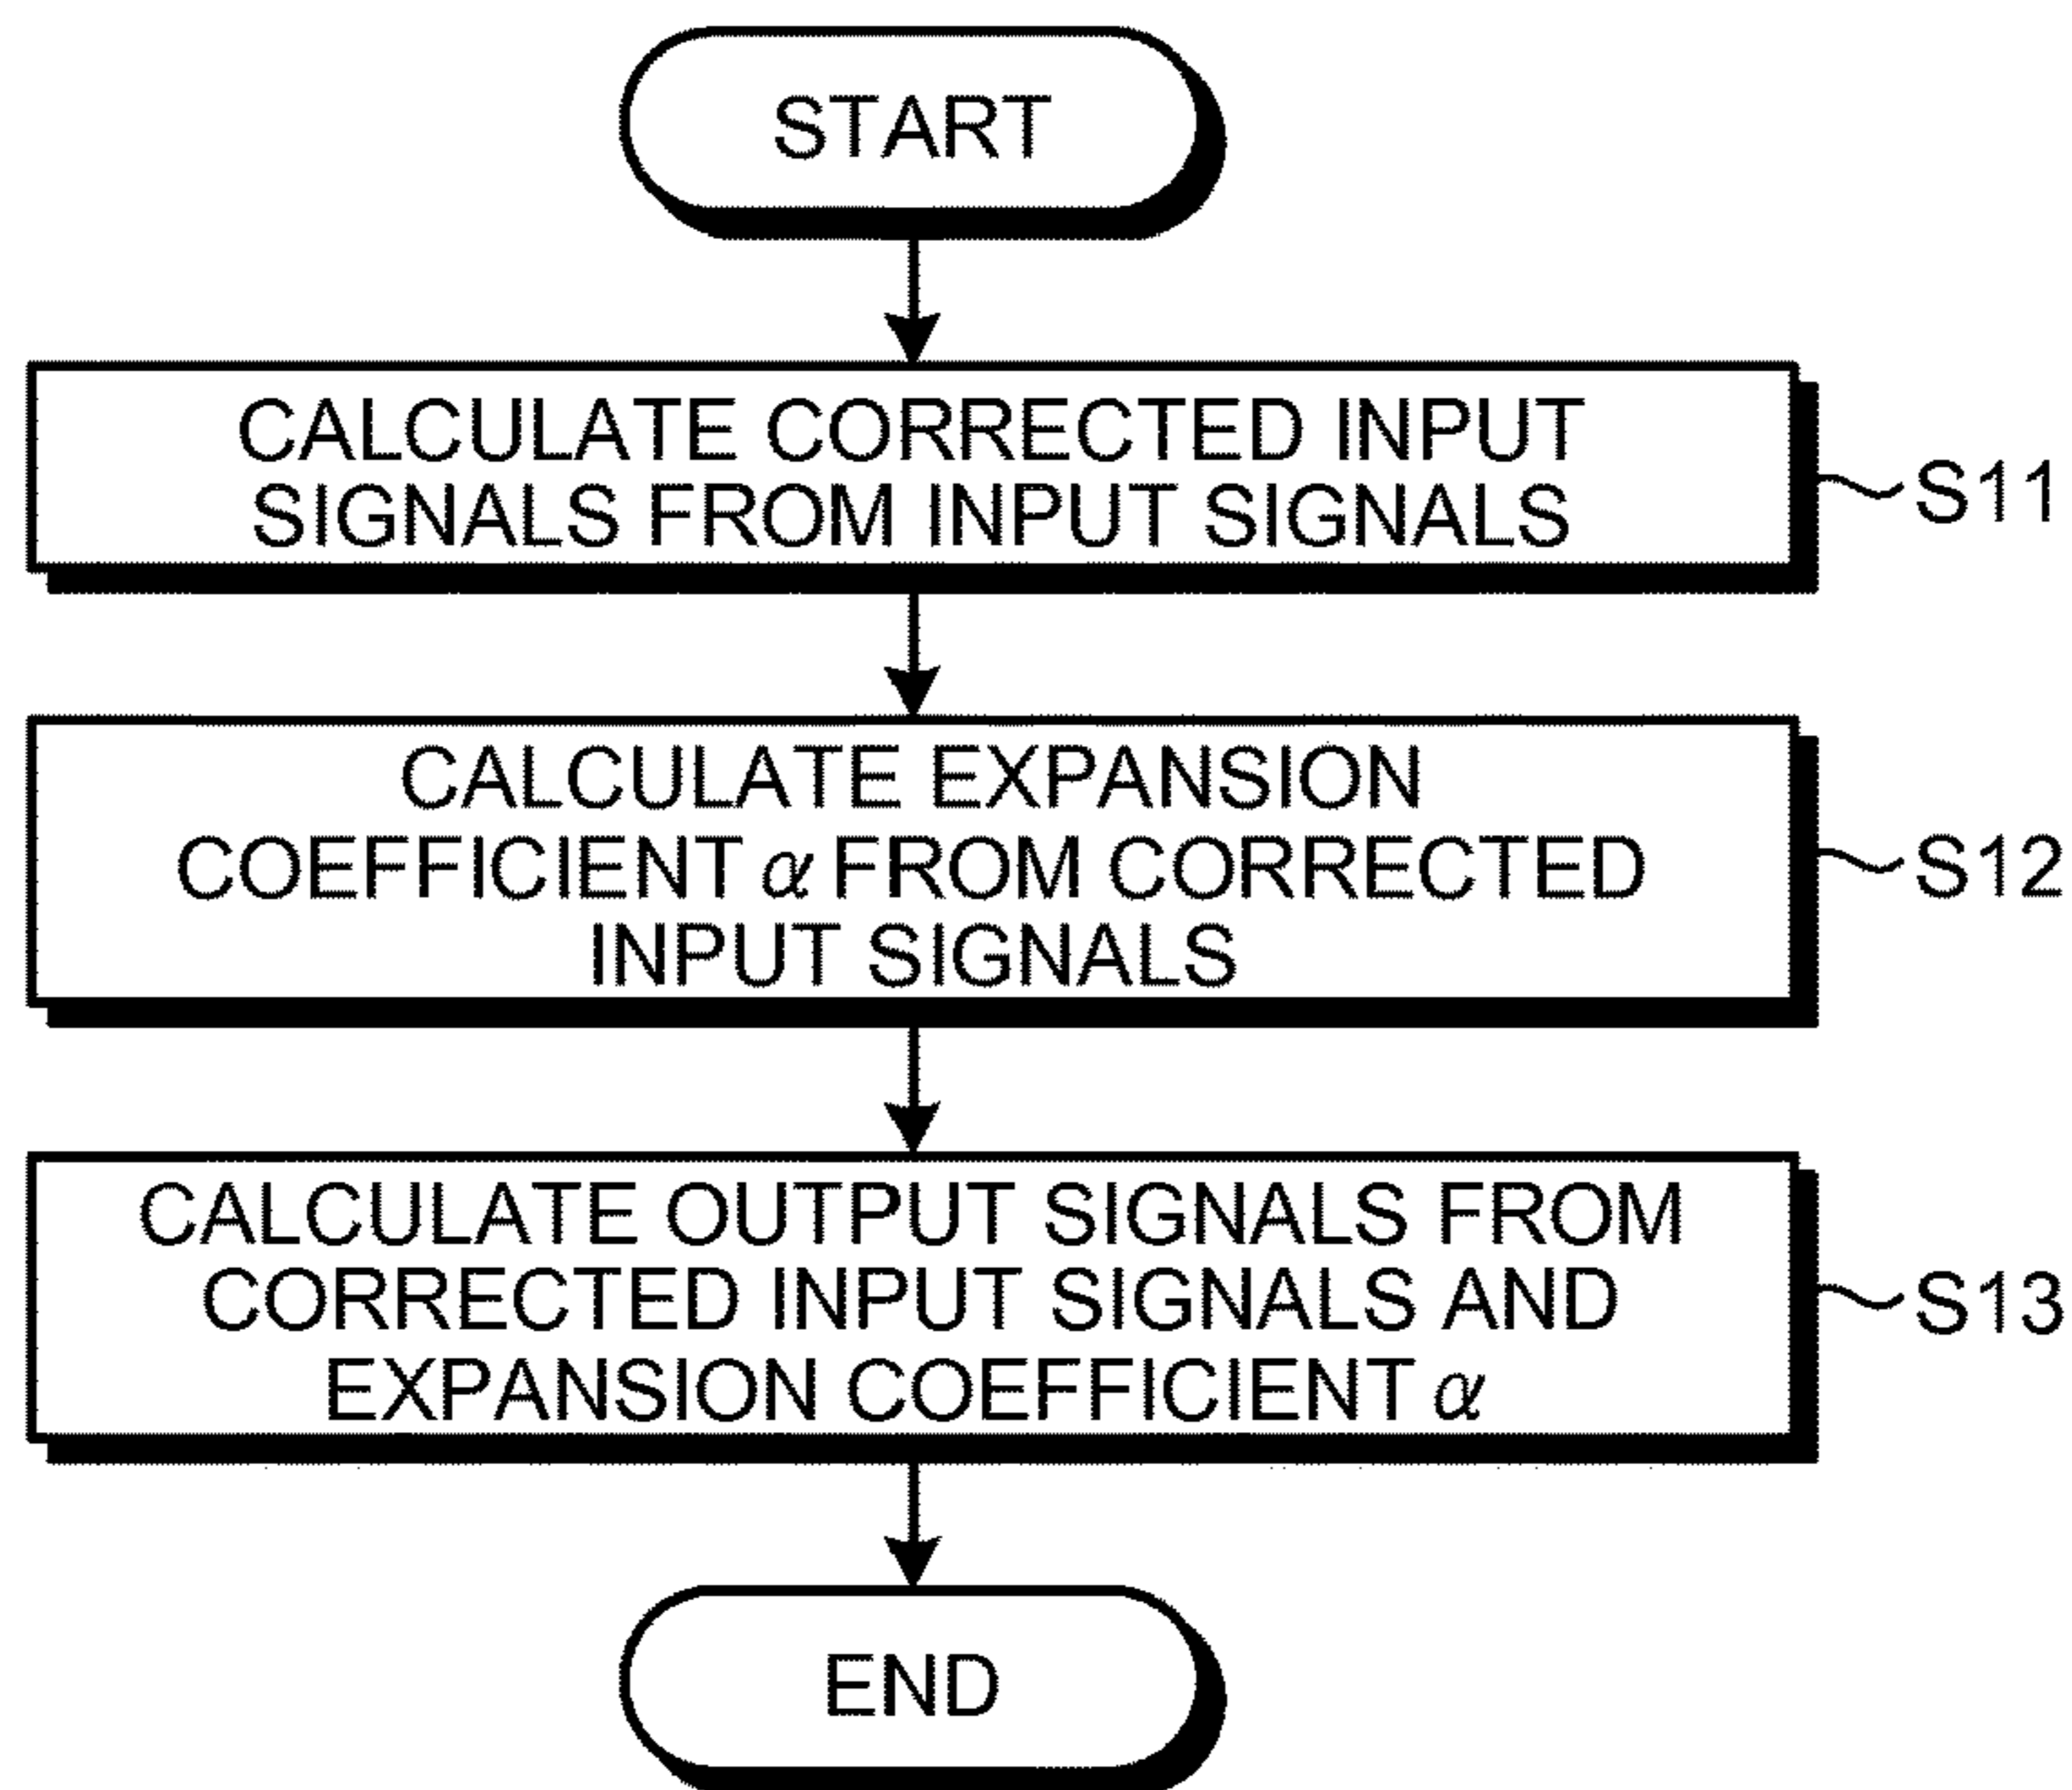 START
CALCULATE CORRECTED INPUT
SIGNALS FROM INPUT SIGNALS
S11
CALCULATE EXPANSION
COEFFICIENT α FROM CORRECTED
INPUT SIGNALS
S12
CALCULATE OUTPUT SIGNALS FROM
CORRECTED INPUT SIGNALS AND
EXPANSION COEFFICIENT α
S13
END